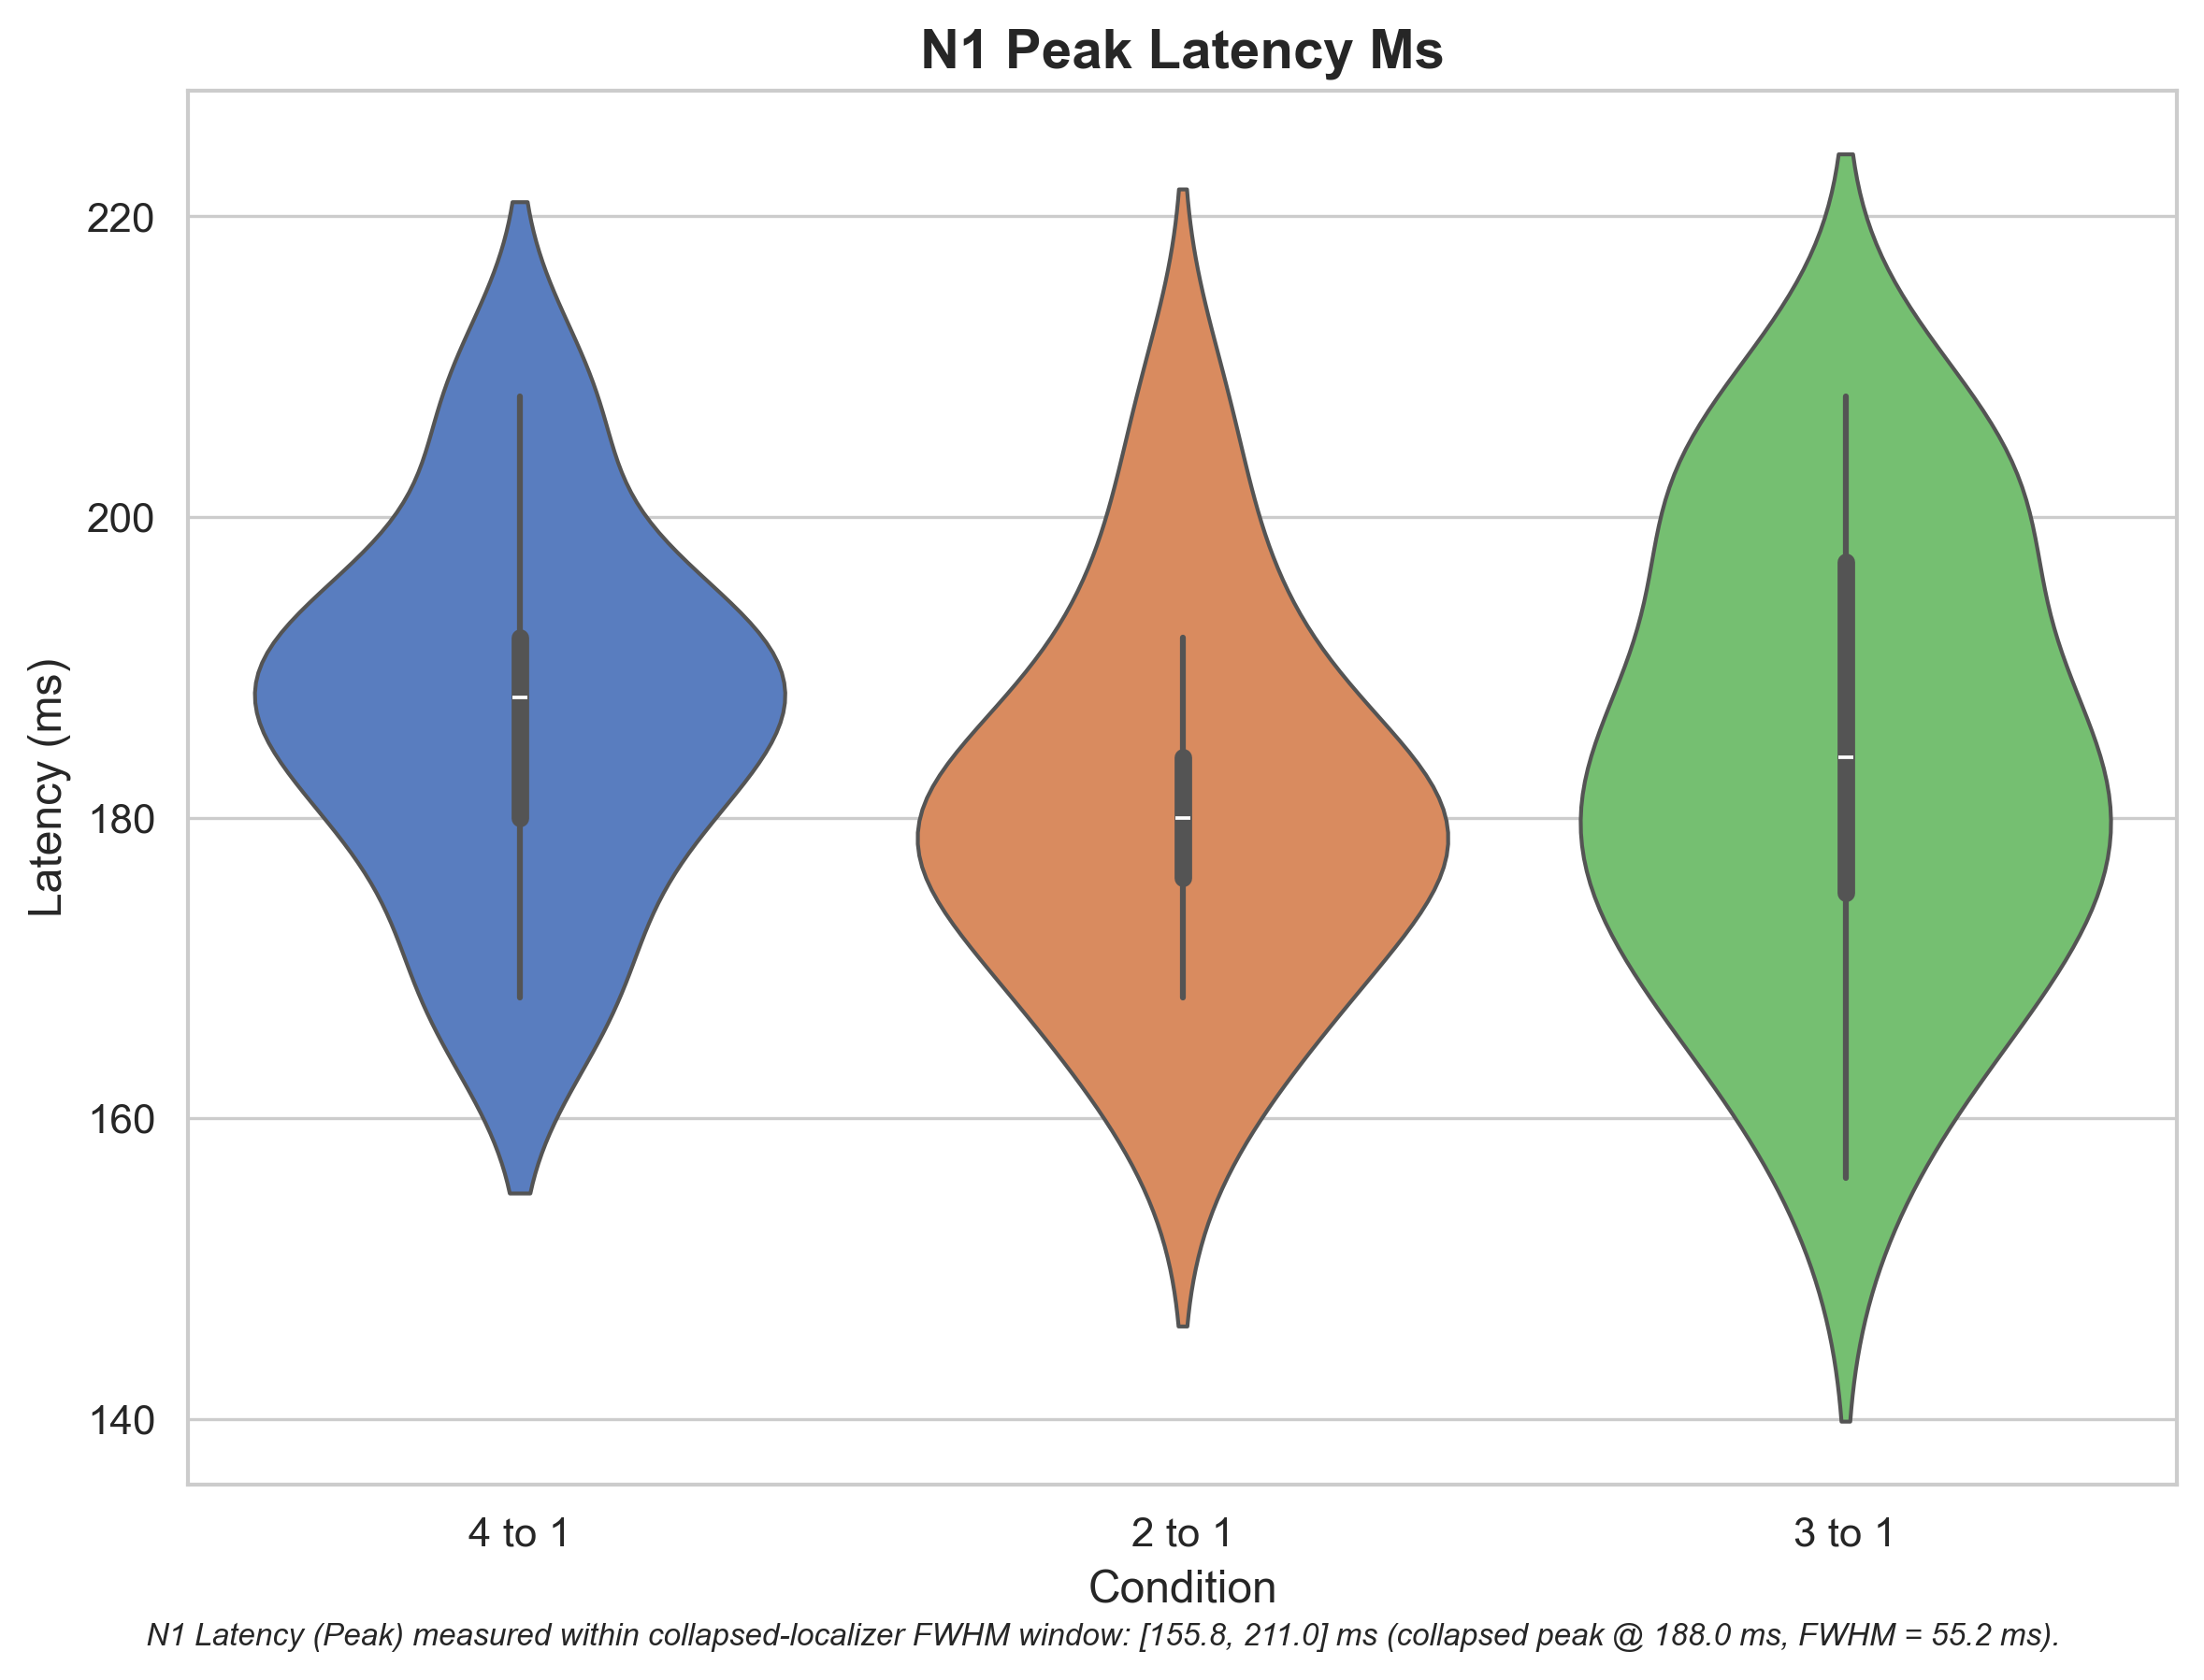 N1 Peak Latency Ms
Latency (ms)
220
200
180
160
140
4 to 1
2 to 1
3 to 1
Condition
N1 Latency (Peak) measured within collapsed-localizer FWHM window: [155.8, 211.0] ms (collapsed peak @ 188.0 ms, FWHM = 55.2 ms).